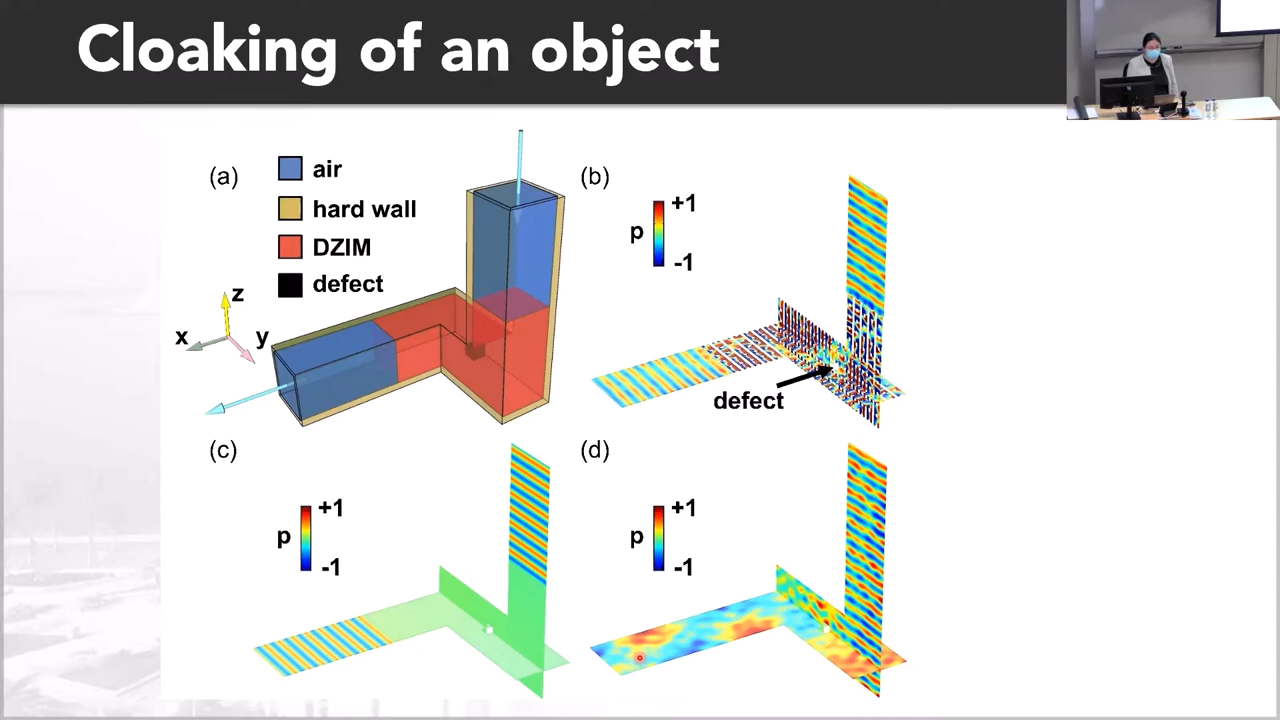 Cloaking of an object
(a)
air
hard wall
DZIM
defect
z
x
y
(b)
+1
p
-1
defect
(c)
+1
p
-1
(d)
+1
p
-1